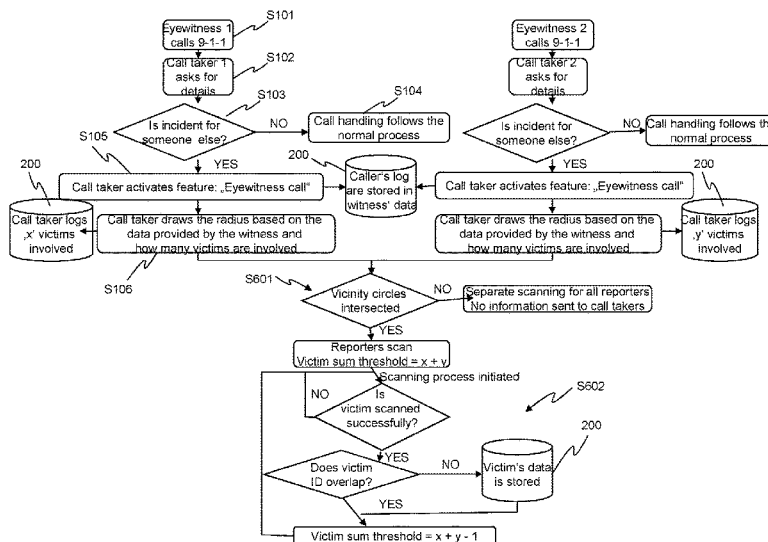 S101
Eyewitness 1
calls 9-1-1
Eyewitness 2
calls 9-1-1
S102
Call taker 1
asks for
details
Call taker 2
asks for
details
S103
S104
Is incident for
someone else?
NO
Call handling follows the
normal process
Is incident for
someone else?
NO
Call handling follows the
normal process
S105
YES
200
YES
200
200
Call taker activates feature: „Eyewitness call“
Caller's log
are stored in
witness' data
Call taker activates feature: „Eyewitness call“
Call taker logs
‚x' victims
involved
Call taker draws the radius based on the
data provided by the witness and
how many victims are involved
Call taker draws the radius based on the
data provided by the witness and
how many victims are involved
Call taker logs
‚y' victims
involved
S106
S601
Vicinity circles
intersected
NO
Separate scanning for all reporters
No information sent to call takers
YES
Reporters scan
Victim sum threshold = x + y
Scanning process initiated
NO
Is
victim scanned
successfully?
S602
YES
200
Does victim
ID overlap?
NO
Victim's data
is stored
YES
Victim sum threshold = x + y - 1